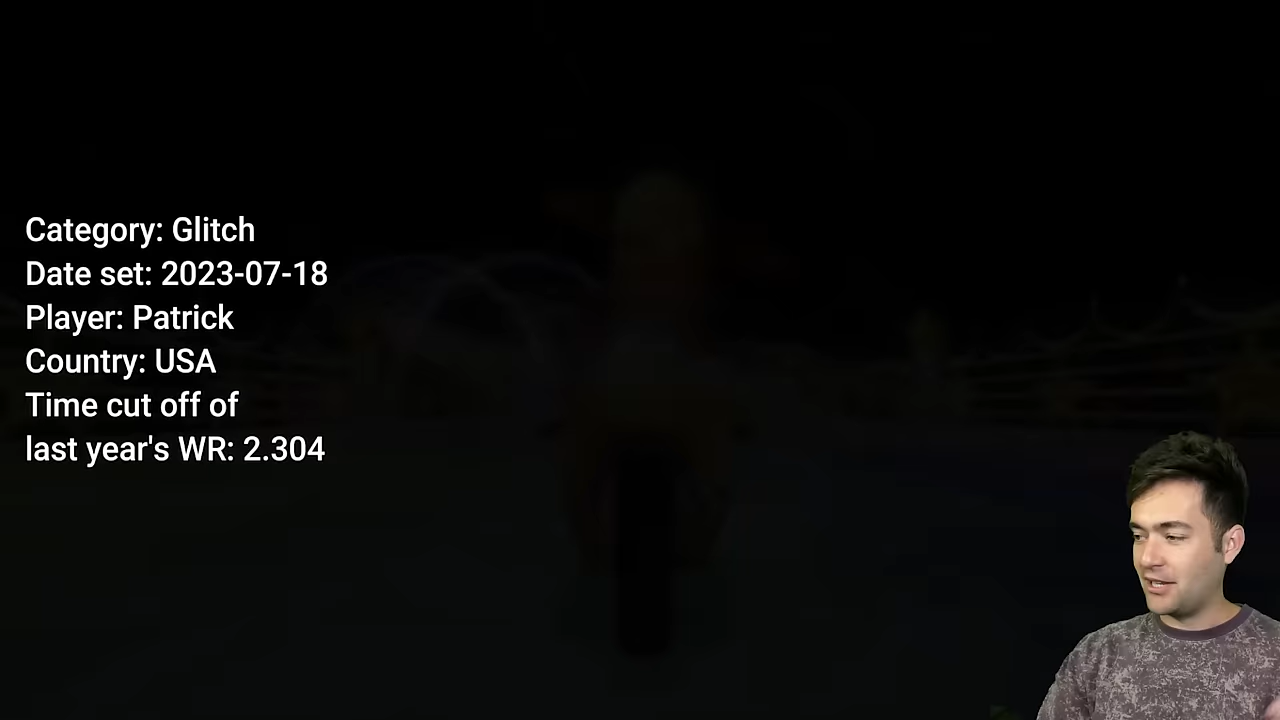 Category: Glitch
Date set: 2023-07-18
Player: Patrick
Country: USA
Time cut off of
last year's WR: 2.304